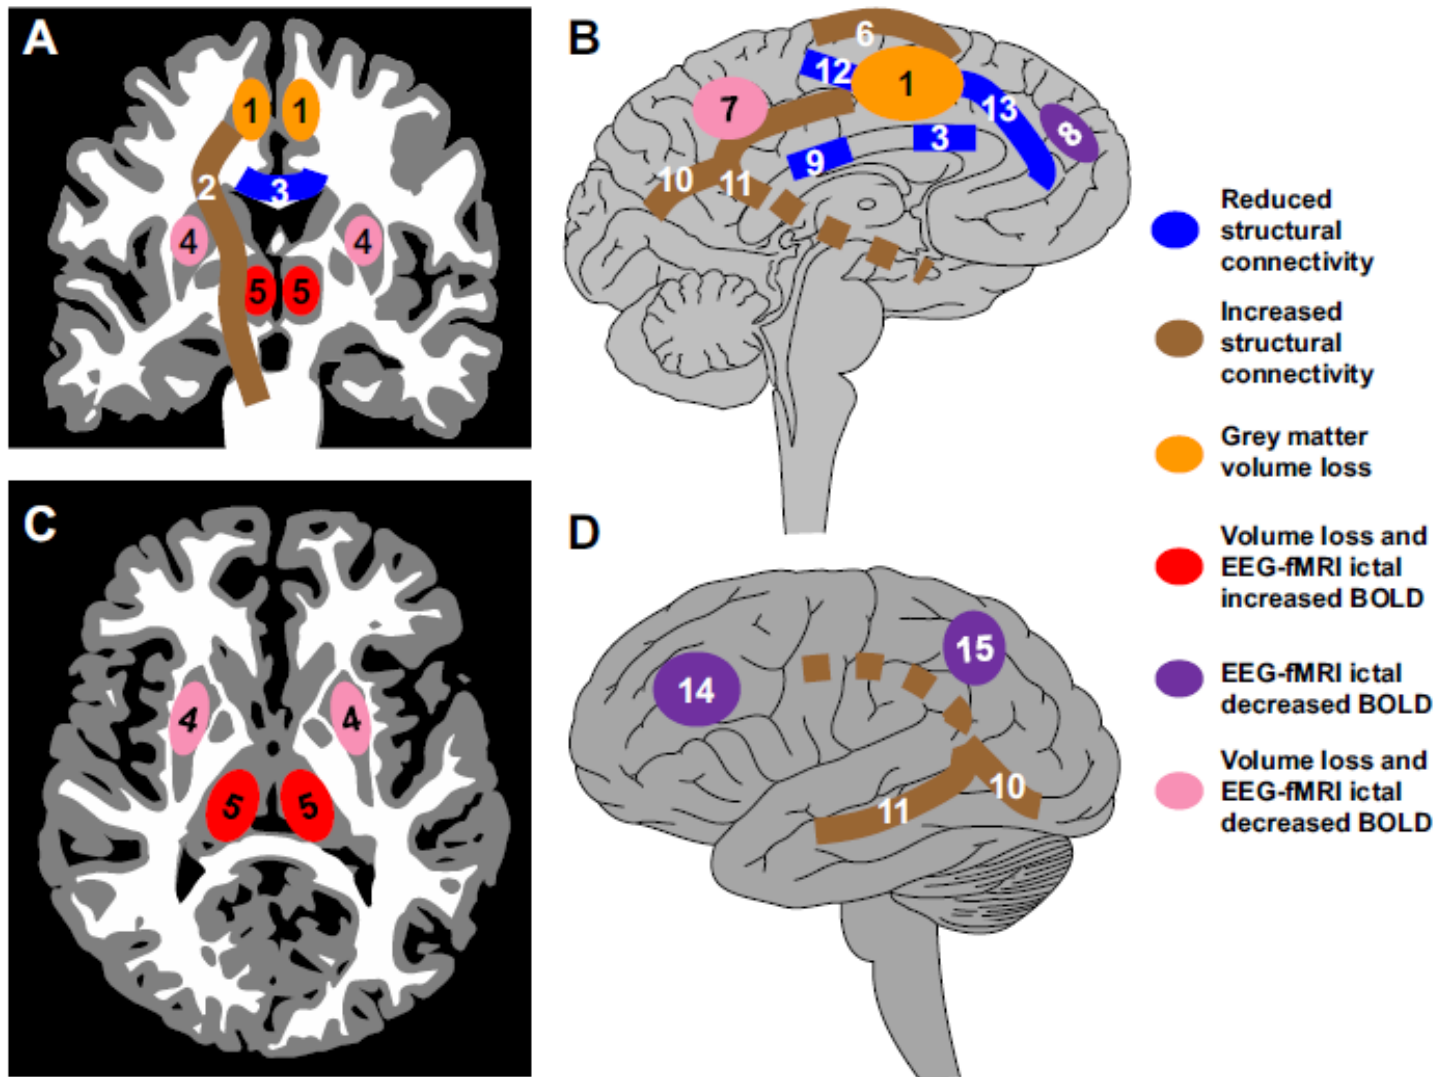 A
1 1
2
3
4 4
5 5
B
6
12
1
7
13
8
3
9
10
11
C
4 4
5 5
D
15
14
10
11
Reduced
structural
connectivity
Increased
structural
connectivity
Grey matter
volume loss
Volume loss and
EEG-fMRI ictal
increased BOLD
EEG-fMRI ictal
decreased BOLD
Volume loss and
EEG-fMRI ictal
decreased BOLD